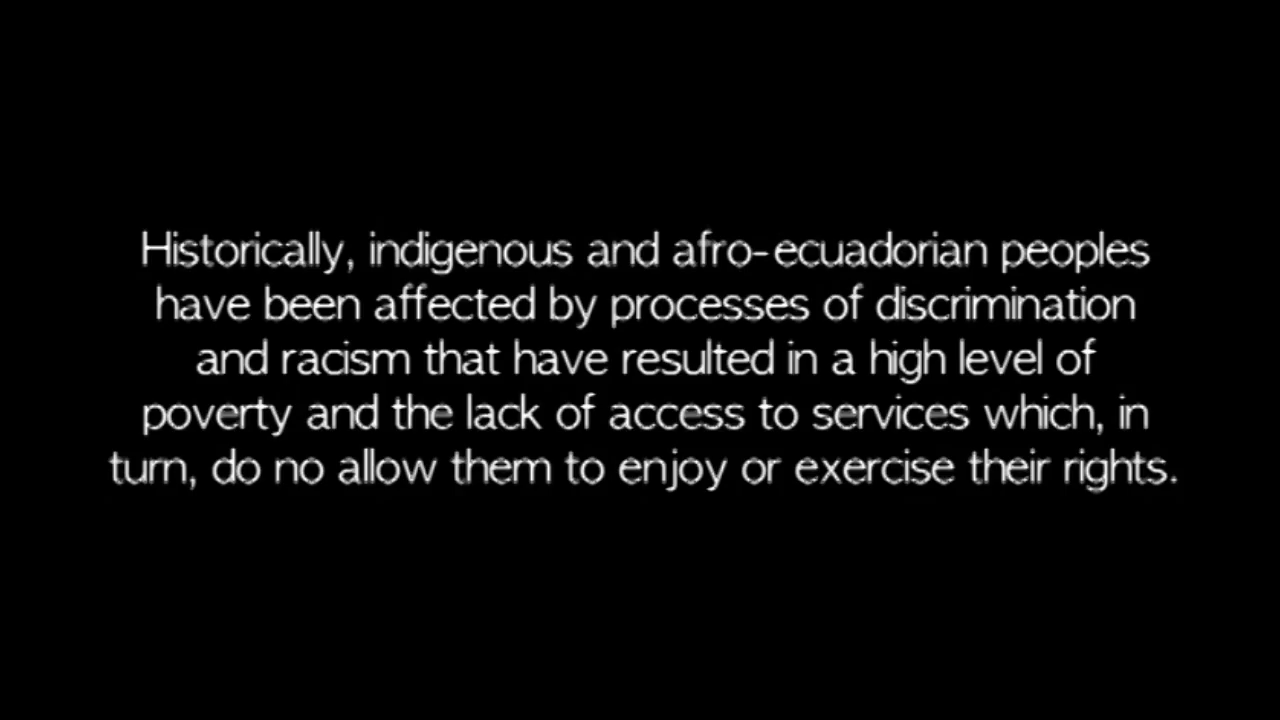 Historically, indigenous and afro-ecuadorian peoples
have been affected by processes of discrimination
and racism that have resulted in a high level of
poverty and the lack of access to services which, in
turn, do no allow them to enjoy or exercise their rights.